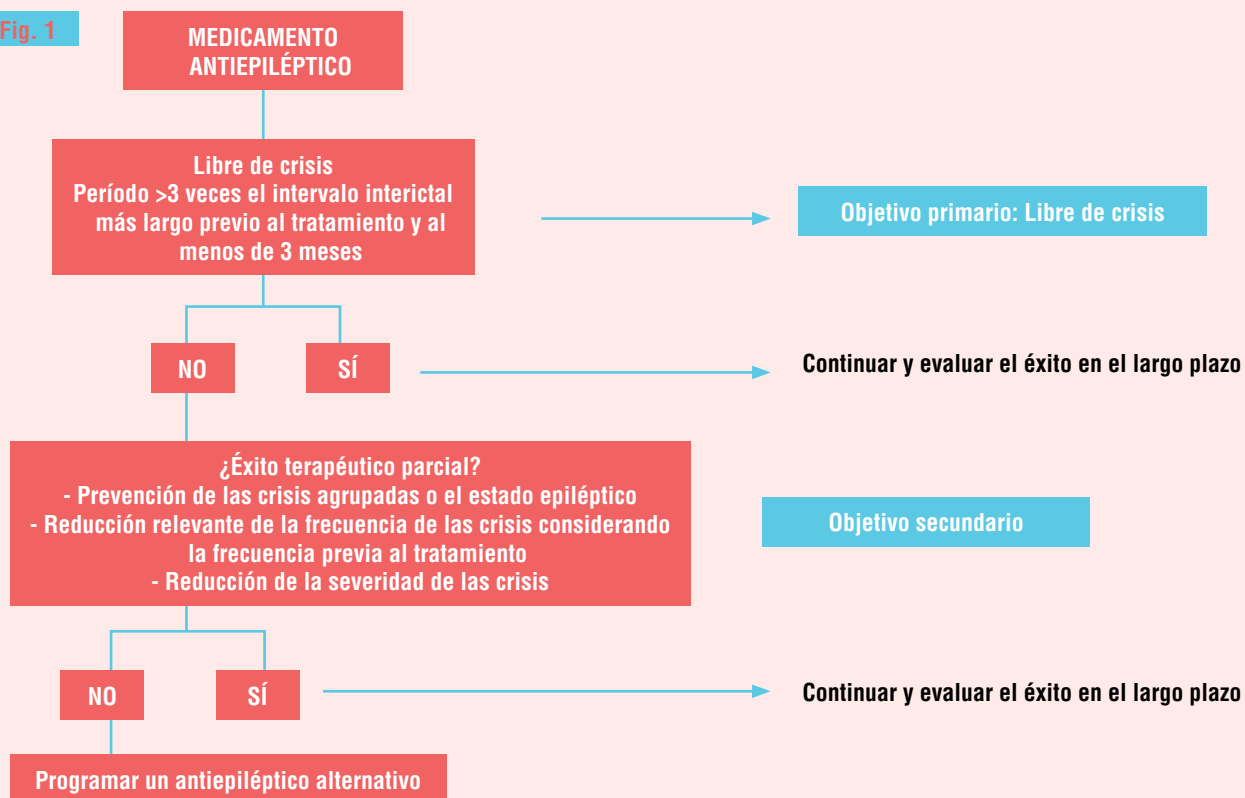 Fig. 1
MEDICAMENTO
ANTIEPILÉPTICO
Libre de crisis
Período >3 veces el intervalo interictal
más largo previo al tratamiento y al
menos de 3 meses
Objetivo primario: Libre de crisis
NO
SÍ
Continuar y evaluar el éxito en el largo plazo
¿Éxito terapéutico parcial?
- Prevención de las crisis agrupadas o el estado epiléptico
- Reducción relevante de la frecuencia de las crisis considerando
la frecuencia previa al tratamiento
- Reducción de la severidad de las crisis
Objetivo secundario
NO
SÍ
Continuar y evaluar el éxito en el largo plazo
Programar un antiepiléptico alternativo